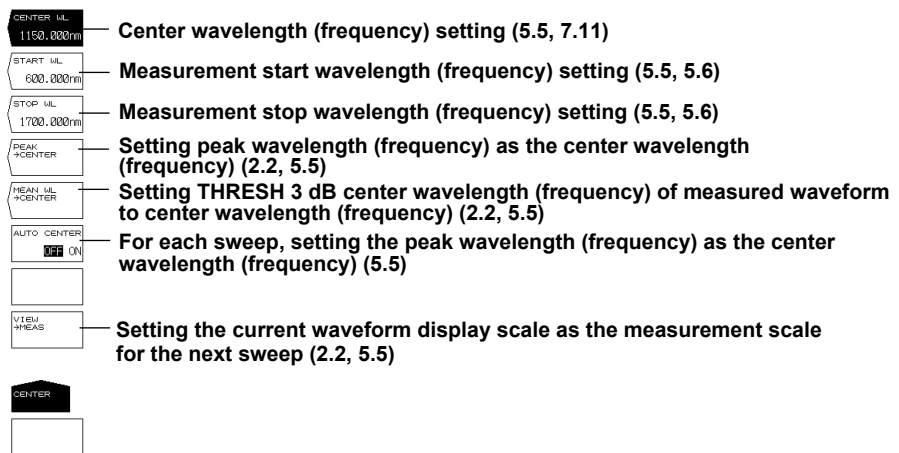 CENTER WL
1150.000nm
Center wavelength (frequency) setting (5.5, 7.11)
START WL
600.000nm
Measurement start wavelength (frequency) setting (5.5, 5.6)
STOP WL
1700.000nm
Measurement stop wavelength (frequency) setting (5.5, 5.6)
PEAK
→CENTER
Setting peak wavelength (frequency) as the center wavelength
(frequency) (2.2, 5.5)
MEAN WL
→CENTER
Setting THRESH 3 dB center wavelength (frequency) of measured waveform
to center wavelength (frequency) (2.2, 5.5)
AUTO CENTER
OFF ON
For each sweep, setting the peak wavelength (frequency) as the center
wavelength (frequency) (5.5)
VIEW
→MEAS
Setting the current waveform display scale as the measurement scale
for the next sweep (2.2, 5.5)
CENTER